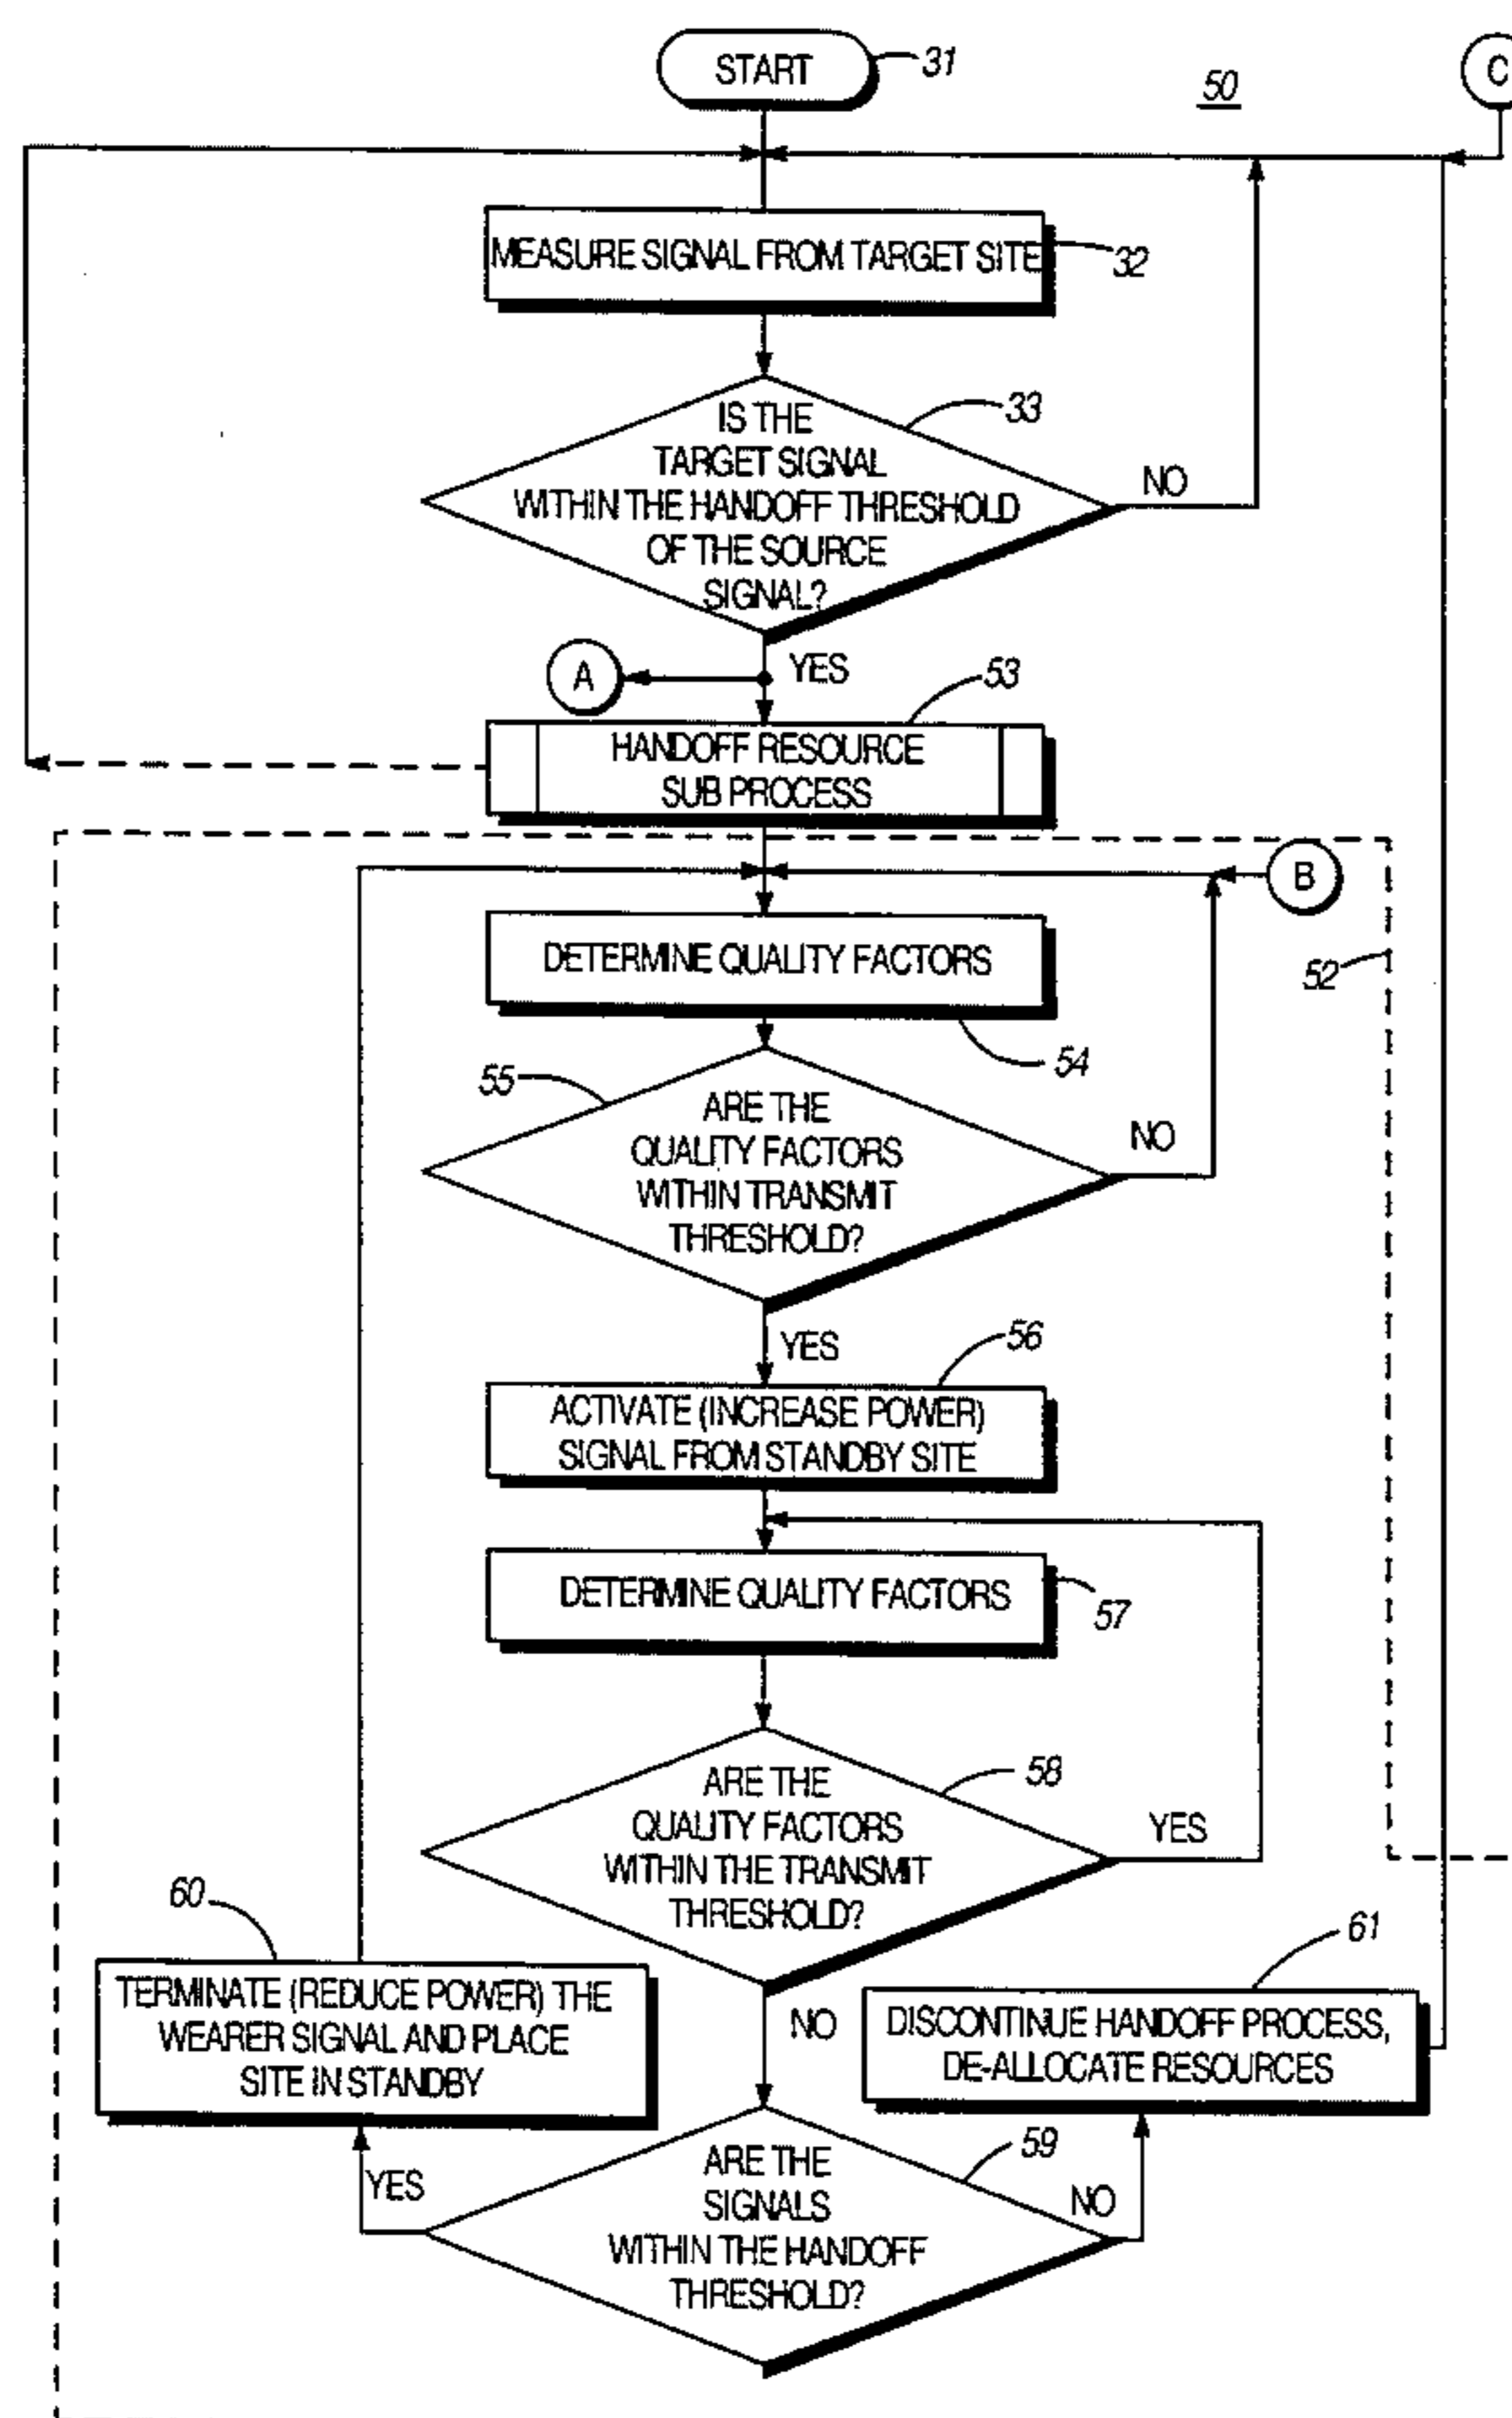 START
31
50
C
MEASURE SIGNAL FROM TARGET SITE
32
IS THE
TARGET SIGNAL
WITHIN THE HANDOFF THRESHOLD
OF THE SOURCE
SIGNAL?
33
NO
A
YES
53
HANDOFF RESOURCE
SUB PROCESS
B
DETERMINE QUALITY FACTORS
52
54
55
ARE THE
QUALITY FACTORS
WITHIN TRANSMIT
THRESHOLD?
NO
YES
56
ACTIVATE (INCREASE POWER)
SIGNAL FROM STANDBY SITE
DETERMINE QUALITY FACTORS
57
ARE THE
QUALITY FACTORS
WITHIN THE TRANSMIT
THRESHOLD?
58
YES
60
61
TERMINATE (REDUCE POWER) THE
WEARER SIGNAL AND PLACE
SITE IN STANDBY
NO
DISCONTINUE HANDOFF PROCESS,
DE-ALLOCATE RESOURCES
ARE THE
SIGNALS
WITHIN THE HANDOFF
THRESHOLD?
59
YES
NO